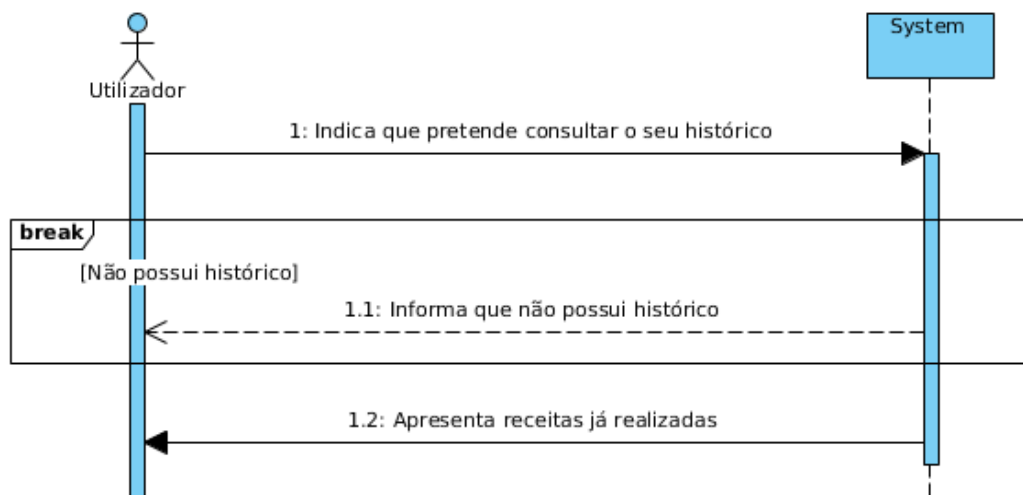 System
Utilizador
1: Indica que pretende consultar o seu histórico
break
[Não possui histórico]
1.1: Informa que não possui histórico
1.2: Apresenta receitas já realizadas